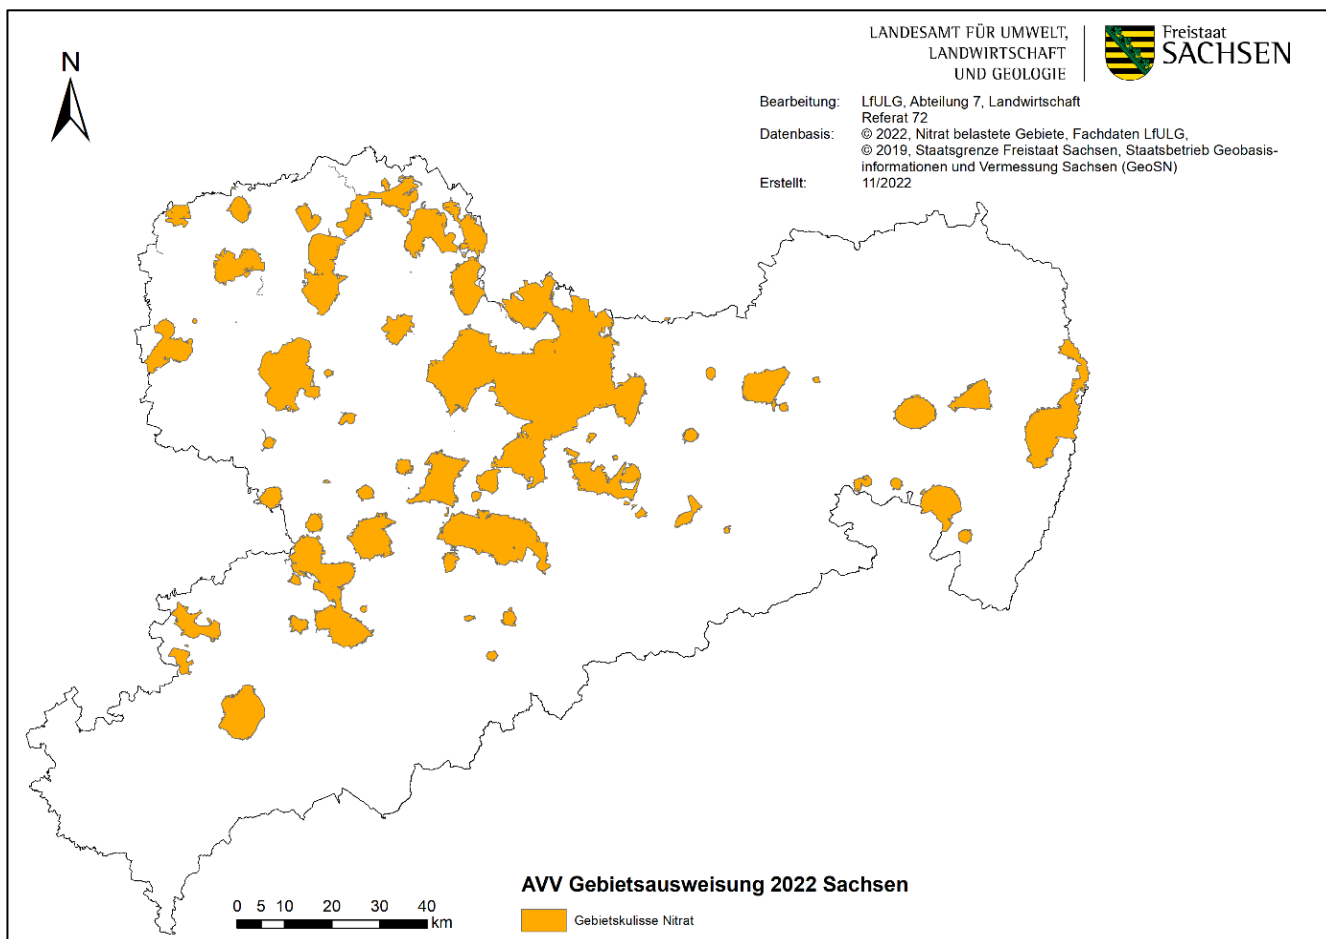 LANDESAMT FÜR UMWELT,
LANDWIRTSCHAFT
UND GEOLOGIE
Freistaat
SACHSEN
N
Bearbeitung: LfULG, Abteilung 7, Landwirtschaft
Referat 72
Datenbasis: © 2022, Nitrat belastete Gebiete, Fachdaten LfULG,
© 2019, Staatsgrenze Freistaat Sachsen, Staatsbetrieb Geobasis-
informationen und Vermessung Sachsen (GeoSN)
Erstellt: 11/2022
AVV Gebietsausweisung 2022 Sachsen
Gebietskulisse Nitrat
0 5 10 20 30 40
km